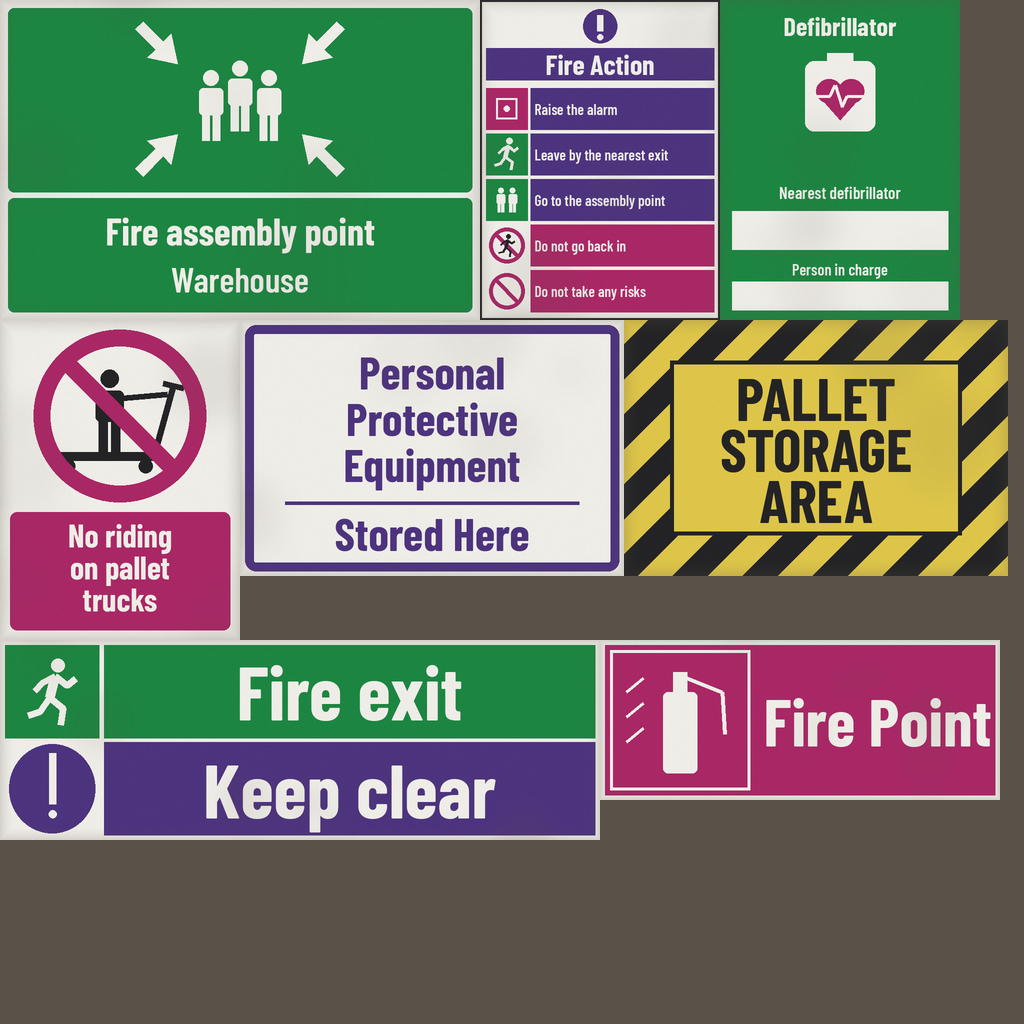 Fire assembly point
Warehouse
Fire Action
Raise the alarm
Leave by the nearest exit
Go to the assembly point
Do not go back in
Do not take any risks
Defibrillator
Nearest defibrillator
Person in charge
No riding
on pallet
trucks
Personal
Protective
Equipment
Stored Here
PALLET
STORAGE
AREA
Fire exit
Keep clear
Fire Point